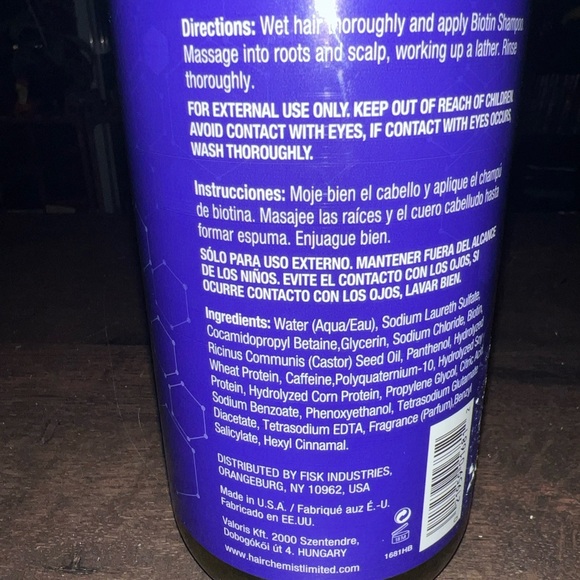 Directions: Wet hair thoroughly and apply Biotin Shampoo
Massage into roots and scalp, working up a lather. Rinse
thoroughly.
FOR EXTERNAL USE ONLY. KEEP OUT OF REACH OF CHILDREN.
AVOID CONTACT WITH EYES, IF CONTACT WITH EYES OCCURS,
WASH THOROUGHLY.
Instrucciones: Moje bien el cabello y aplique el champú
de biotina. Masajee las raíces y el cuero cabelludo hasta
formar espuma. Enjuague bien.
SÓLO PARA USO EXTERNO. MANTENER FUERA DEL ALCANCE
DE LOS NIÑOS. EVITE EL CONTACTO CON LOS OJOS, SI
OCURRE CONTACTO CON LOS OJOS, LAVAR BIEN.
Ingredients: Water (Aqua/Eau), Sodium Laureth Sulfate,
Cocamidopropyl Betaine,Glycerin, Sodium Chloride, Biotin,
Ricinus Communis (Castor) Seed Oil, Panthenol, Hydrolyzed
Wheat Protein, Caffeine,Polyquaternium-10, Hydrolyzed Soy
Protein, Hydrolyzed Corn Protein, Propylene Glycol, Citric Acid,
Sodium Benzoate, Phenoxyethanol, Tetrasodium Glutamate
Diacetate, Tetrasodium EDTA, Fragrance (Parfum),Benzyl
Salicylate, Hexyl Cinnamal.
DISTRIBUTED BY FISK INDUSTRIES,
ORANGEBURG, NY 10962, USA
Made in U.S.A. / Fabriqué auz É.-U.
Fabricado en EE.UU.
Valoris Kft. 2000 Szentendre,
Dobogókói út 4. HUNGARY
www.hairchemistlimited.com
1681HB